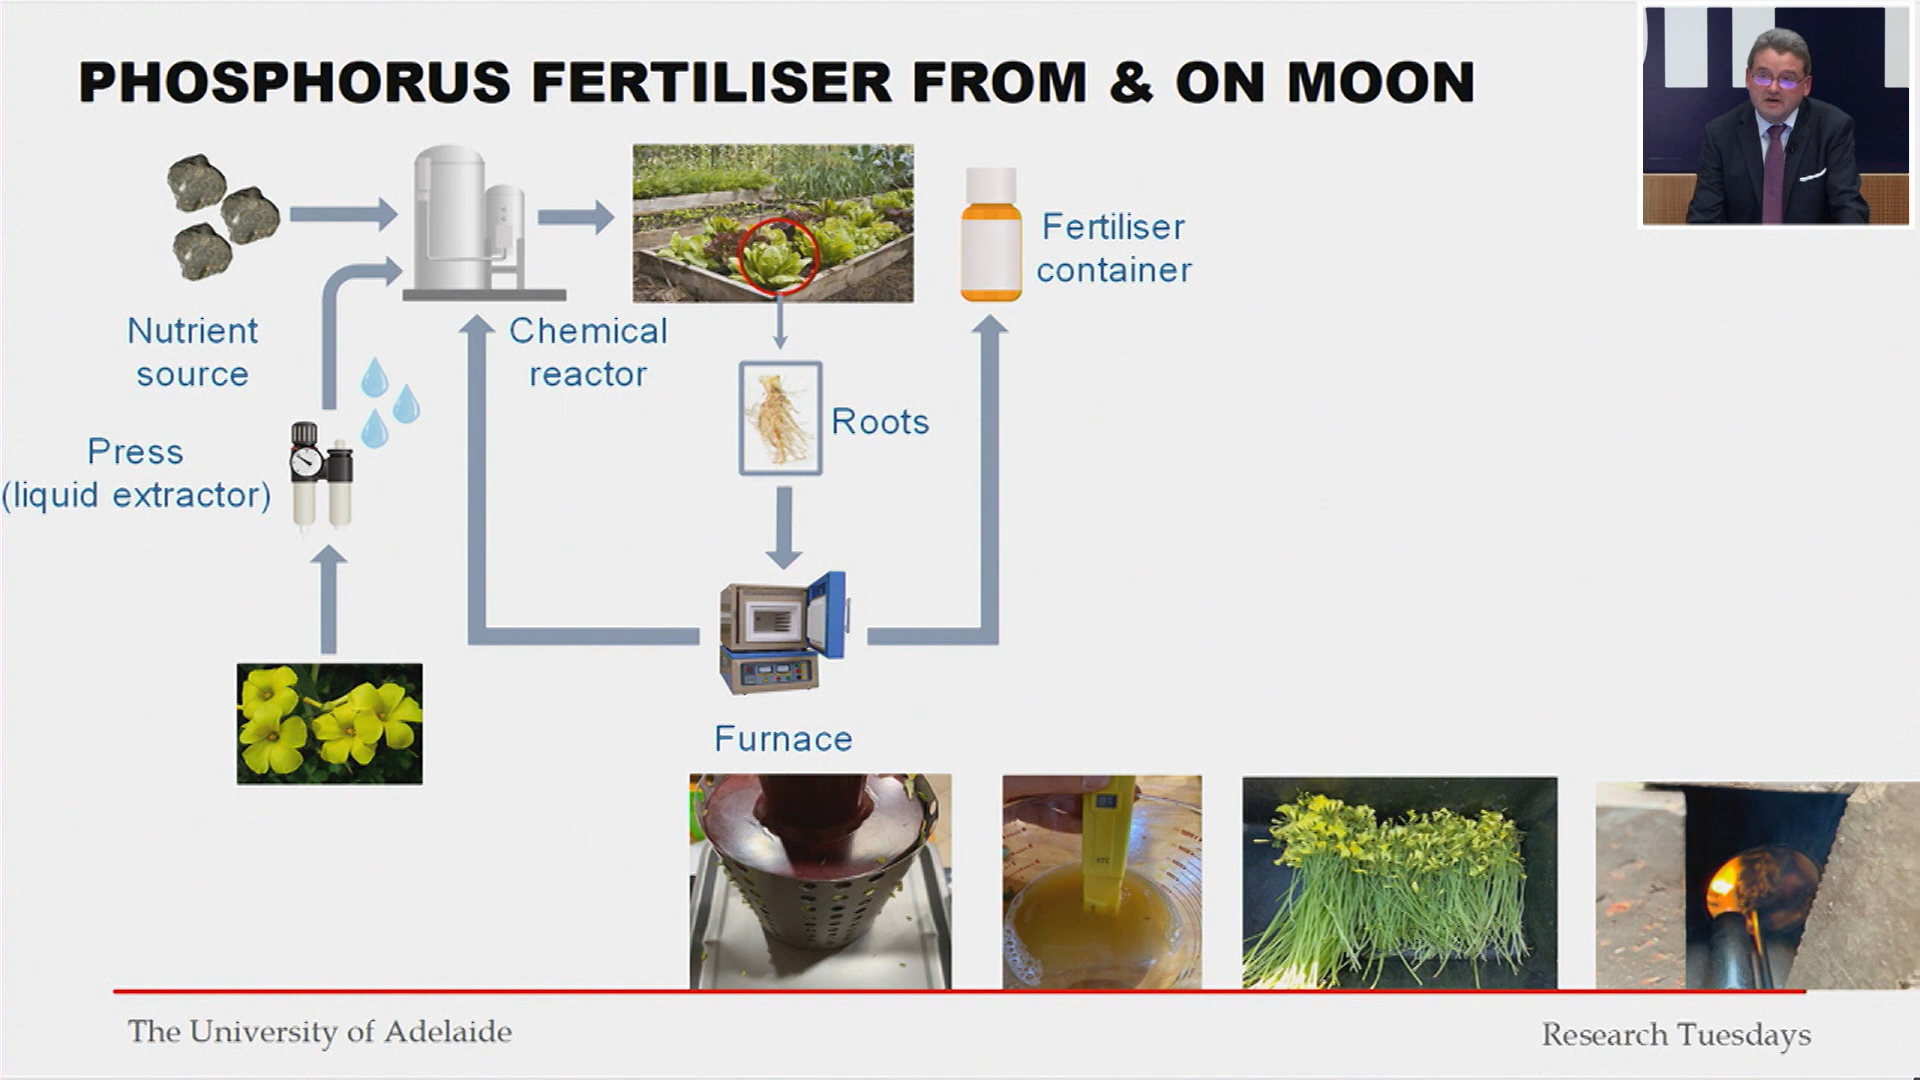 PHOSPHORUS FERTILISER FROM & ON MOON
Fertiliser
container
Nutrient
source
Chemical
reactor
Roots
Press
(liquid extractor)
Furnace
The University of Adelaide
Research Tuesdays